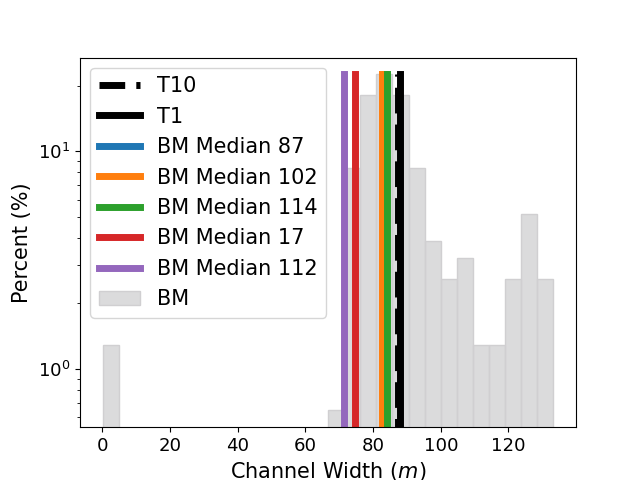 T10
T1
BM Median 87
BM Median 102
BM Median 114
BM Median 17
BM Median 112
BM
Percent (%)
10¹
10⁰
0 20 40 60 80 100 120
Channel Width (m)